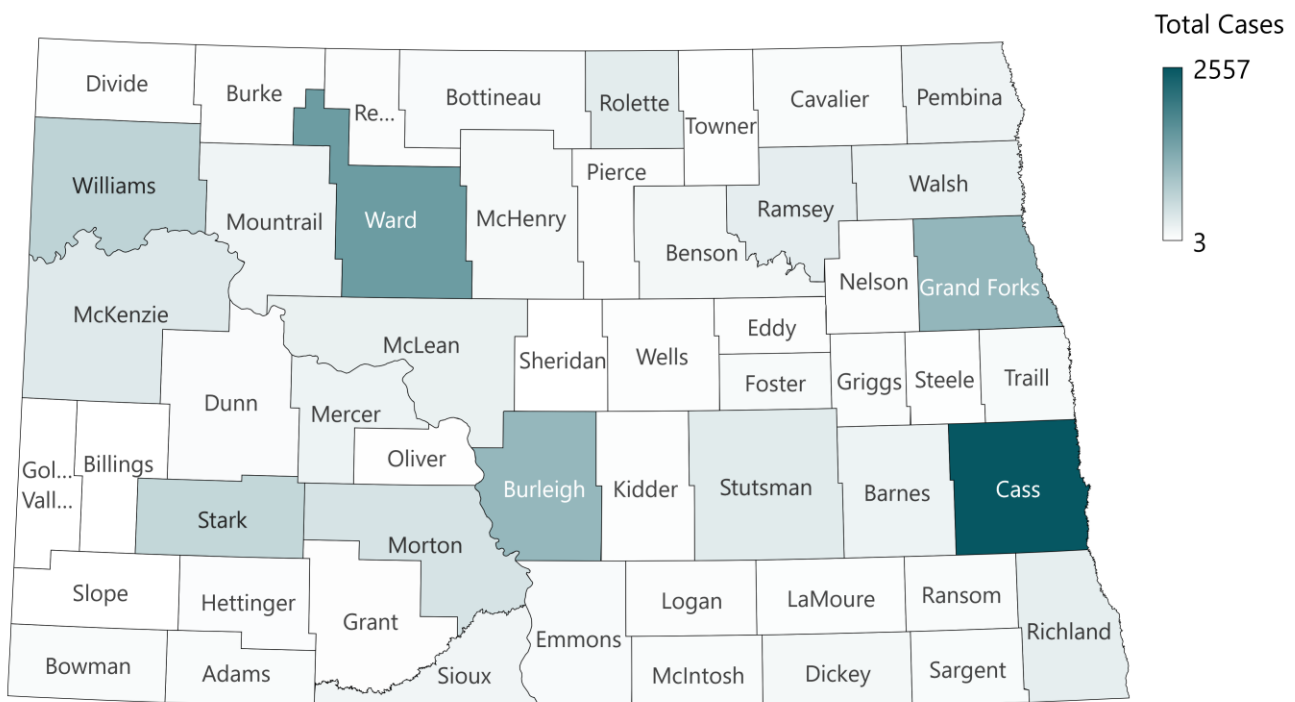 Total Cases
2557
3
Divide
Burke
Re...
Bottineau
Rolette
Towner
Cavalier
Pembina
Williams
Mountrail
Ward
McHenry
Pierce
Benson
Ramsey
Walsh
Nelson
Grand Forks
McKenzie
McLean
Sheridan
Wells
Eddy
Foster
Griggs
Steele
Traill
Dunn
Mercer
Oliver
Gol...
Vall...
Billings
Burleigh
Kidder
Stutsman
Barnes
Cass
Stark
Morton
Slope
Hettinger
Grant
Emmons
Logan
LaMoure
Ransom
Richland
Bowman
Adams
Sioux
McIntosh
Dickey
Sargent